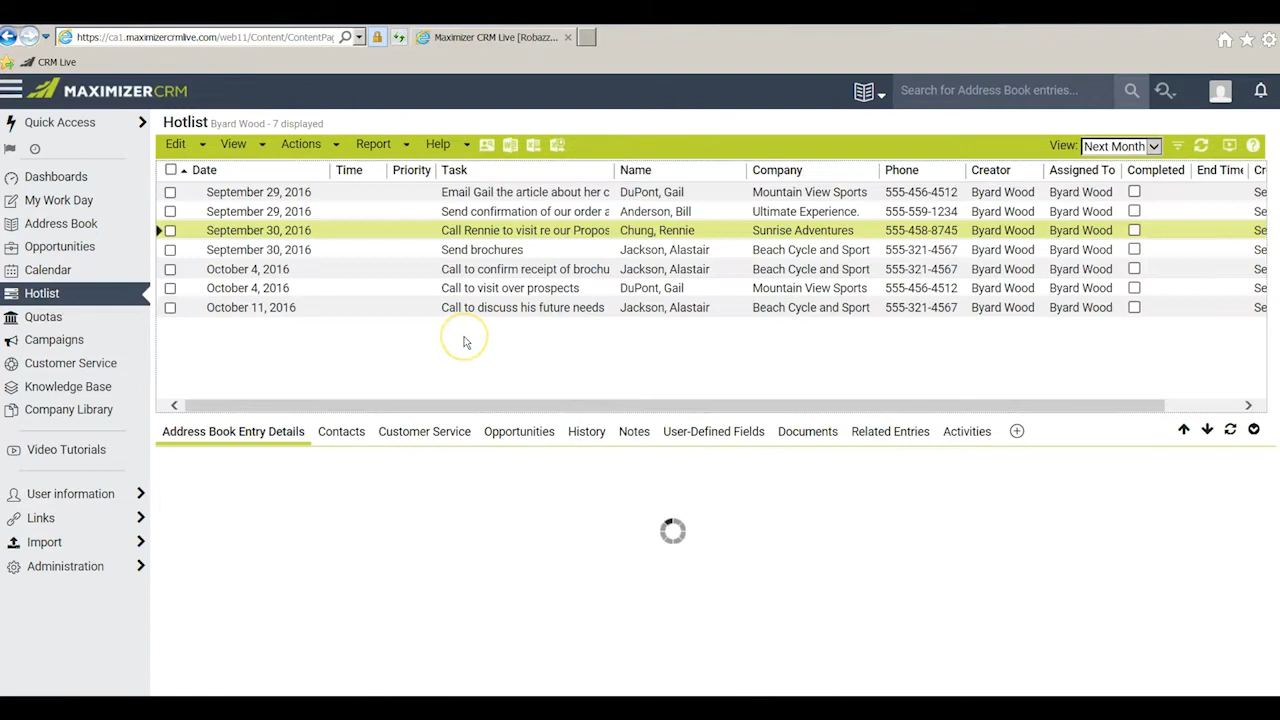 https://ca1.maximizercrmlive.com/web11/Content/ContentPag
Maximizer CRM Live [Robazz...
CRM Live
MAXIMIZERCRM
Search for Address Book entries...
Quick Access
Dashboards
My Work Day
Address Book
Opportunities
Calendar
Hotlist
Quotas
Campaigns
Customer Service
Knowledge Base
Company Library
Video Tutorials
User information
Links
Import
Administration
Hotlist Byard Wood - 7 displayed
Edit View Actions Report Help View: Next Month
Date Time Priority Task Name Company Phone Creator Assigned To Completed End Time Cr
September 29, 2016 Email Gail the article about her c DuPont, Gail Mountain View Sports 555-456-4512 Byard Wood Byard Wood Se
September 29, 2016 Send confirmation of our order a Anderson, Bill Ultimate Experience. 555-559-1234 Byard Wood Byard Wood Se
September 30, 2016 Call Rennie to visit re our Propos Chung, Rennie Sunrise Adventures 555-458-8745 Byard Wood Byard Wood Se
September 30, 2016 Send brochures Jackson, Alastair Beach Cycle and Sport 555-321-4567 Byard Wood Byard Wood Se
October 4, 2016 Call to confirm receipt of brochu Jackson, Alastair Beach Cycle and Sport 555-321-4567 Byard Wood Byard Wood Se
October 4, 2016 Call to visit over prospects DuPont, Gail Mountain View Sports 555-456-4512 Byard Wood Byard Wood Se
October 11, 2016 Call to discuss his future needs Jackson, Alastair Beach Cycle and Sport 555-321-4567 Byard Wood Byard Wood Se
Address Book Entry Details Contacts Customer Service Opportunities History Notes User-Defined Fields Documents Related Entries Activities